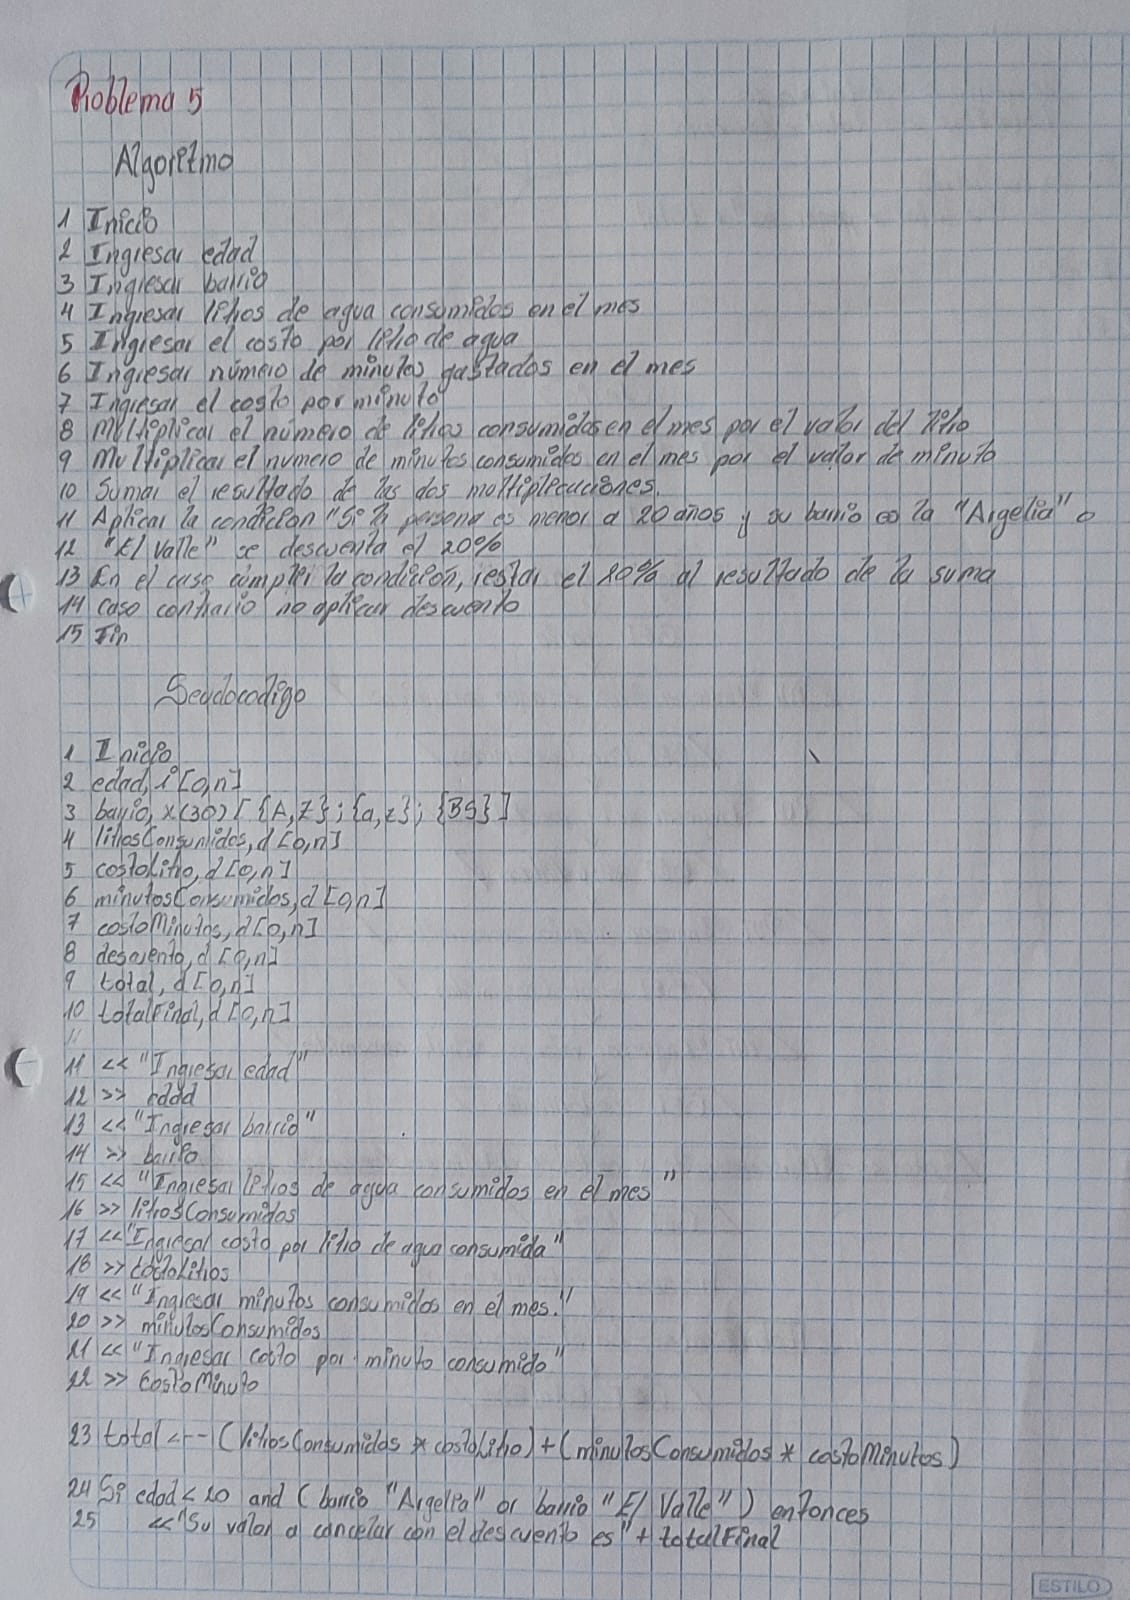 Problema 5
Algoritmo
1 Inicio
2 Ingresar edad
3 Ingresar barrio
4 Ingresar litros de agua consumidos en el mes
5 Ingresar el costo por litro de agua
6 Ingresar número de minutos gastados en el mes
7 Ingresar el costo por minuto
8 Multiplicar el número de litros consumidos en el mes por el valor del litro
9 Multiplicar el numero de minutos consumidos en el mes por el valor de minuto
10 Sumar el resultado de las dos multiplicaciones.
11 Aplicar la condición "Si la persona es menor a 20 años y su barrio es la "Argelia" o
12 "El Valle" se descuenta el 20%
13 En el caso cumplir la condición, restar el 20% al resultado de la suma
14 caso contrario no aplicar descuento
15 Fin
Seudocodigo
1 Inicio
2 edad, i [0,n]
3 barrio, x(30) [ {A,Z} ; {a,z} ; {BS} ]
4 litrosConsumidos, d [0,n]
5 costoLitro, d [0,n]
6 minutosConsumidos, d [0,n]
7 costoMinutos, d [0,n]
8 descuento, d [0,n]
9 total, d [0,n]
10 totalFinal, d [0,n]
11
11 << "Ingresar edad"
12 >> edad
13 << "Ingresar barrio"
14 >> barrio
15 << "Ingresar litros de agua consumidos en el mes"
16 >> litrosConsumidos
17 << "Ingresar costo por litro de agua consumida"
18 >> costoLitros
19 << "Ingresar minutos consumidos en el mes."
20 >> minutosConsumidos
21 << "Ingresar costo por minuto consumido"
22 >> costoMinuto
23 total <-- (litrosConsumidos * costoLitro) + (minutosConsumidos * costoMinutos)
24 Si edad < 20 and ( barrio "Argelia" or barrio "El Valle") entonces
25 << "Su valor a cancelar con el descuento es" + totalFinal
ESTILO